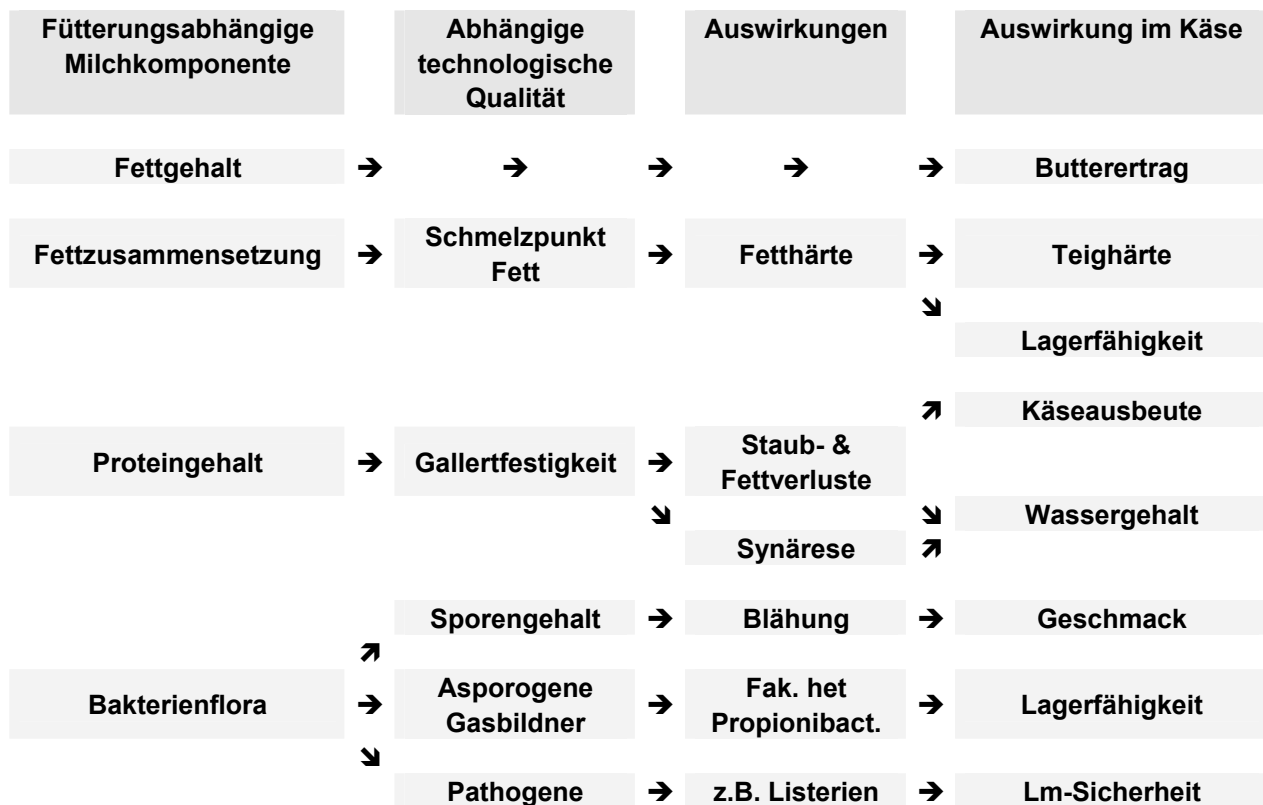 Fütterungsabhängige
Milchkomponente
Abhängige
technologische
Qualität
Auswirkungen
Auswirkung im Käse
Fettgehalt ➔ ➔ ➔ ➔ ➔ Butterertrag
Fettzusammensetzung ➔
Schmelzpunkt
Fett
➔ Fetthärte ➔ Teighärte
➘
Lagerfähigkeit
➚ Käseausbeute
Proteingehalt ➔ Gallertfestigkeit ➔
Staub- &
Fettverluste
➘ ➘ Wassergehalt
Synärese ➚
Sporengehalt ➔ Blähung ➔ Geschmack
➚
Bakterienflora ➔
Asporogene
Gasbildner
➔
Fak. het
Propionibact.
➔ Lagerfähigkeit
➘
Pathogene ➔ z.B. Listerien ➔ Lm-Sicherheit